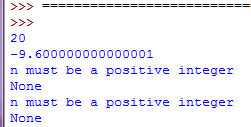 >>> ==========================
>>>
20
-9.600000000000001
n must be a positive integer
None
n must be a positive integer
None